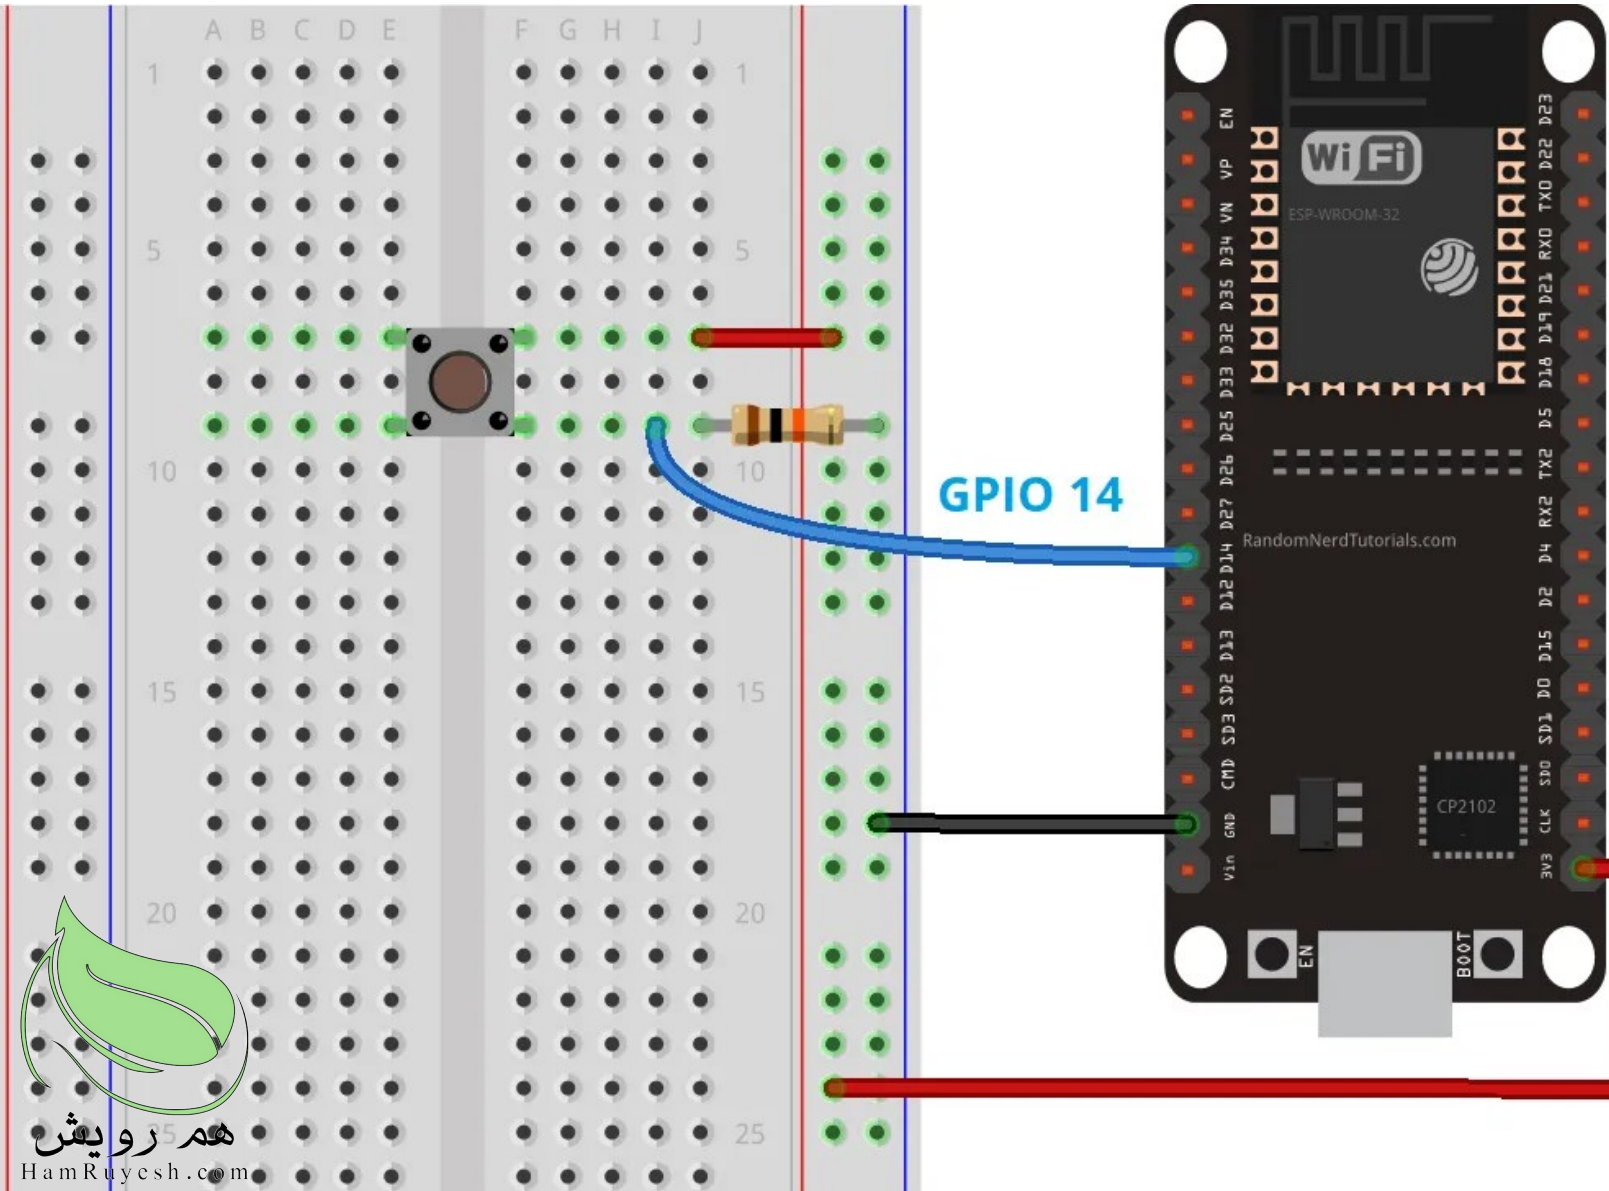 A B C D E F G H I J
1 1
5 5
10 10
15 15
20 20
25 25
GPIO 14
WiFi
ESP-WROOM-32
RandomNerdTutorials.com
CP2102
EN
VP
VN
D34
D35
D32
D33
D25
D26
D27
D14
D12
D13
SD2
SD3
CMD
GND
Vin
D23
D22
TX0
RX0
D21
D19
D18
D5
TX2
RX2
D4
D2
D15
D0
SD1
SD0
CLK
3V3
EN
BOOT
هم رویش
HamRuyesh.com